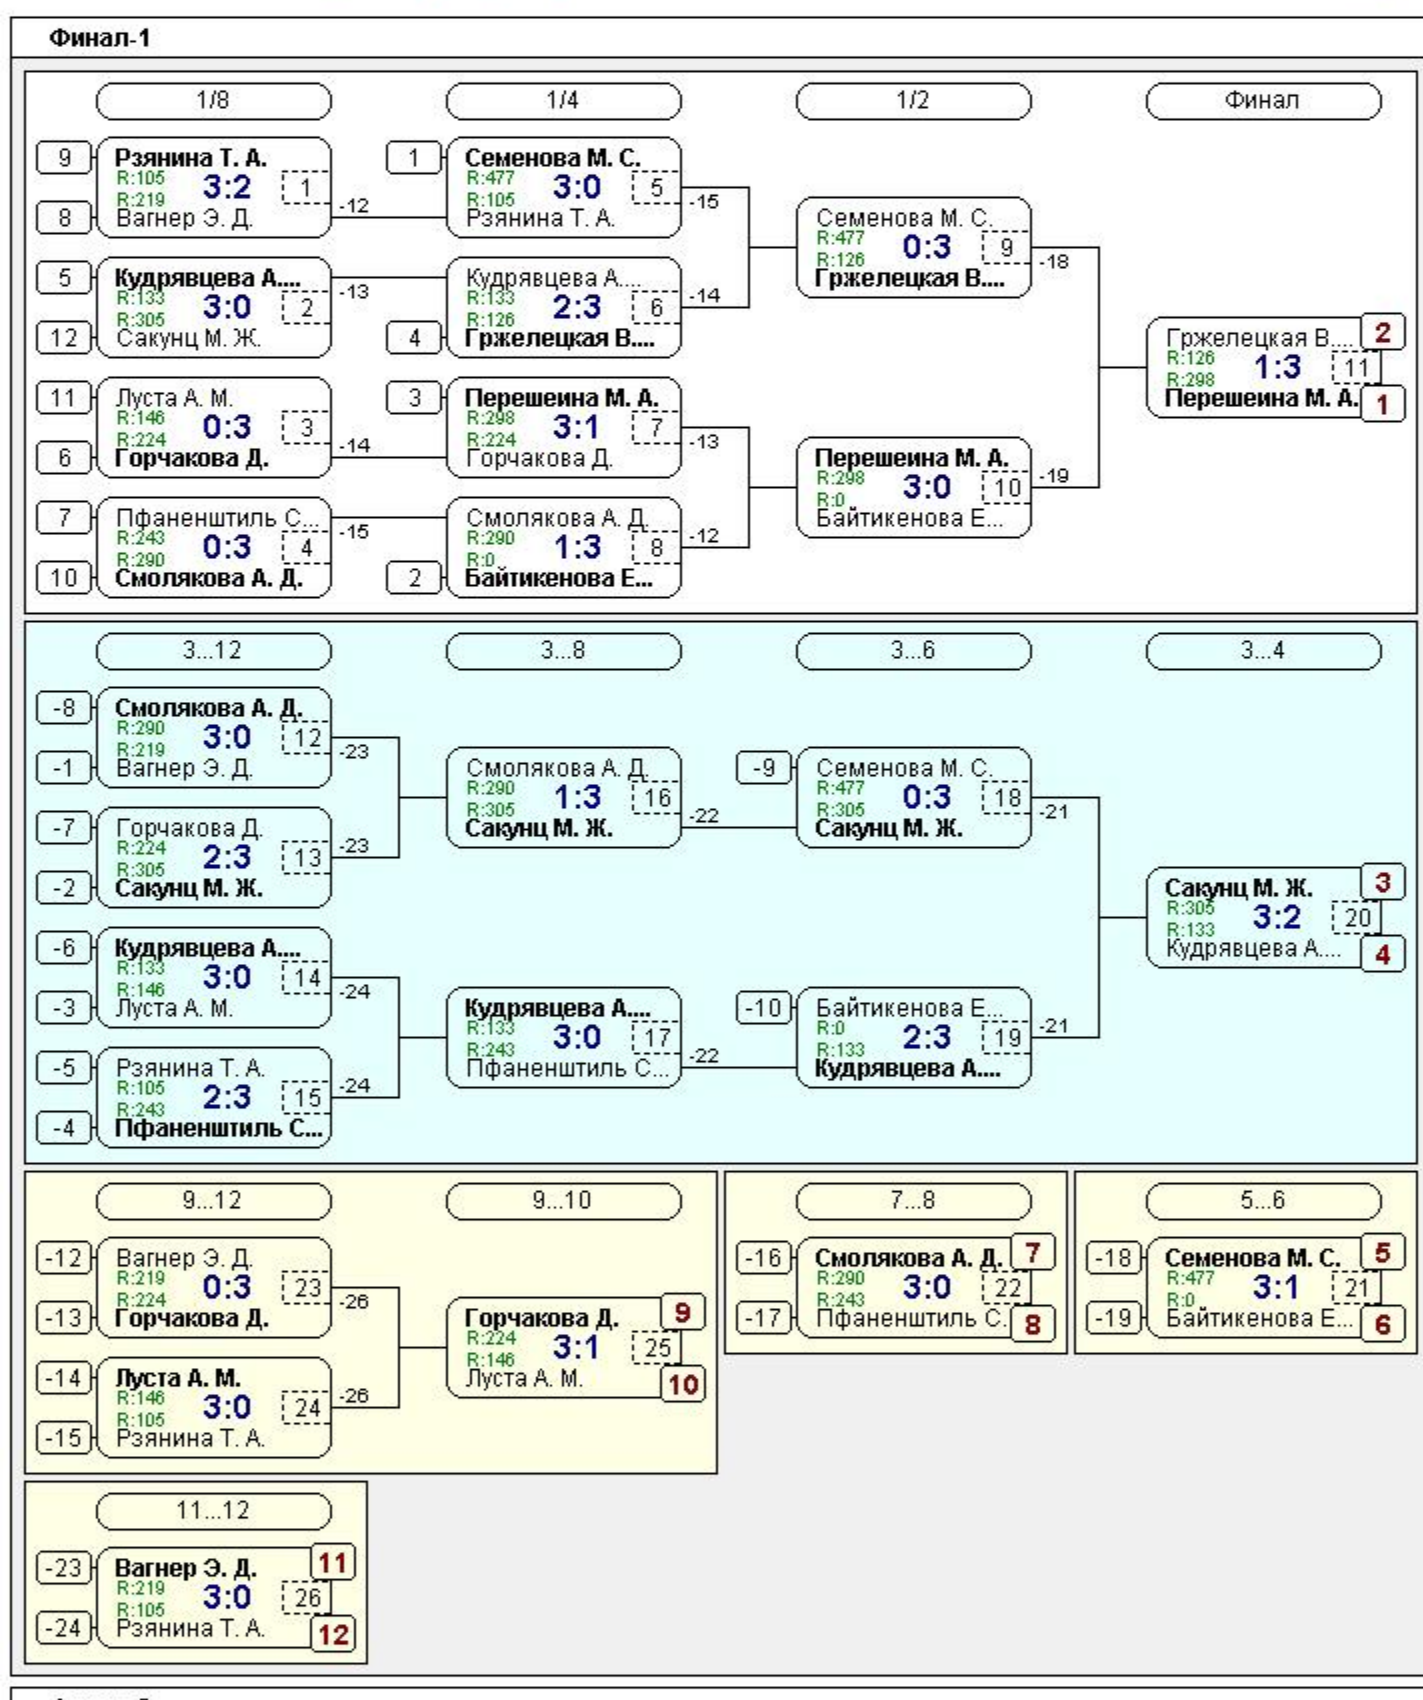 Финал-1
1/8
1/4
1/2
Финал
9 Рзянина Т. А.
R:105
R:219
3:2
1
8 Вагнер Э. Д.
-12
5 Кудрявцева А....
R:133
R:305
3:0
2
12 Сакунц М. Ж.
-13
11 Луста А. М.
R:146
R:224
0:3
3
6 Горчакова Д.
-14
7 Пфаненштиль С...
R:243
R:290
0:3
4
10 Смолякова А. Д.
-15
1 Семенова М. С.
R:477
R:105
3:0
5
Рзянина Т. А.
-15
Кудрявцева А....
R:133
R:126
2:3
6
4 Гржелецкая В....
-14
3 Перешеина М. А.
R:298
R:224
3:1
7
Горчакова Д.
-13
Смолякова А. Д.
R:290
R:0
1:3
8
2 Байтикенова Е...
-12
Семенова М. С.
R:477
R:126
0:3
9
Гржелецкая В....
-18
Перешеина М. А.
R:298
R:0
3:0
10
Байтикенова Е...
-19
Гржелецкая В.... 2
R:126
R:298
1:3
11
Перешеина М. А. 1
3...12
3...8
3...6
3...4
-8 Смолякова А. Д.
R:290
R:219
3:0
12
-1 Вагнер Э. Д.
-23
-7 Горчакова Д.
R:224
R:305
2:3
13
-2 Сакунц М. Ж.
-23
-6 Кудрявцева А....
R:133
R:146
3:0
14
-3 Луста А. М.
-24
-5 Рзянина Т. А.
R:105
R:243
2:3
15
-4 Пфаненштиль С...
-24
Смолякова А. Д.
R:290
R:305
1:3
16
Сакунц М. Ж.
-22
Кудрявцева А....
R:133
R:243
3:0
17
Пфаненштиль С...
-22
-9 Семенова М. С.
R:477
R:305
0:3
18
Сакунц М. Ж.
-21
-10 Байтикенова Е...
R:0
R:133
2:3
19
Кудрявцева А....
-21
Сакунц М. Ж. 3
R:305
R:133
3:2
20
Кудрявцева А.... 4
9...12
9...10
7...8
5...6
-12 Вагнер Э. Д.
R:219
R:224
0:3
23
-13 Горчакова Д.
-26
-14 Луста А. М.
R:146
R:105
3:0
24
-15 Рзянина Т. А.
-26
Горчакова Д. 9
R:224
R:146
3:1
25
Луста А. М. 10
-16 Смолякова А. Д. 7
R:290
R:243
3:0
22
-17 Пфаненштиль С. 8
-18 Семенова М. С. 5
R:477
R:0
3:1
21
-19 Байтикенова Е... 6
11...12
-23 Вагнер Э. Д. 11
R:219
R:105
3:0
26
-24 Рзянина Т. А. 12